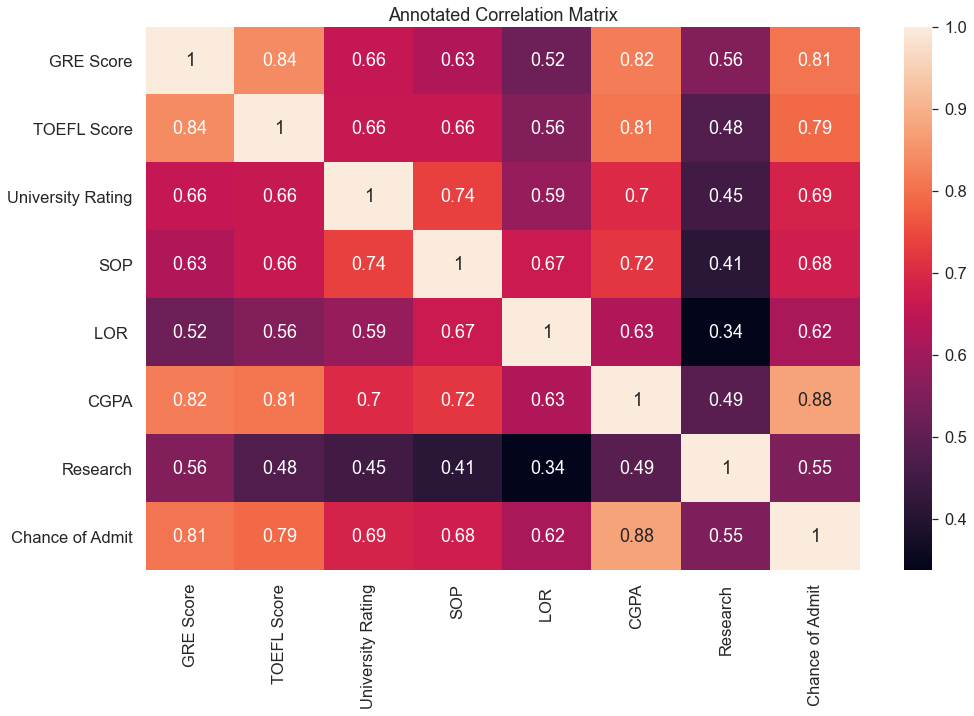 Annotated Correlation Matrix
GRE Score 1 0.84 0.66 0.63 0.52 0.82 0.56 0.81
TOEFL Score 0.84 1 0.66 0.66 0.56 0.81 0.48 0.79
University Rating 0.66 0.66 1 0.74 0.59 0.7 0.45 0.69
SOP 0.63 0.66 0.74 1 0.67 0.72 0.41 0.68
LOR 0.52 0.56 0.59 0.67 1 0.63 0.34 0.62
CGPA 0.82 0.81 0.7 0.72 0.63 1 0.49 0.88
Research 0.56 0.48 0.45 0.41 0.34 0.49 1 0.55
Chance of Admit 0.81 0.79 0.69 0.68 0.62 0.88 0.55 1
GRE Score
TOEFL Score
University Rating
SOP
LOR
CGPA
Research
Chance of Admit
1.0
0.9
0.8
0.7
0.6
0.5
0.4